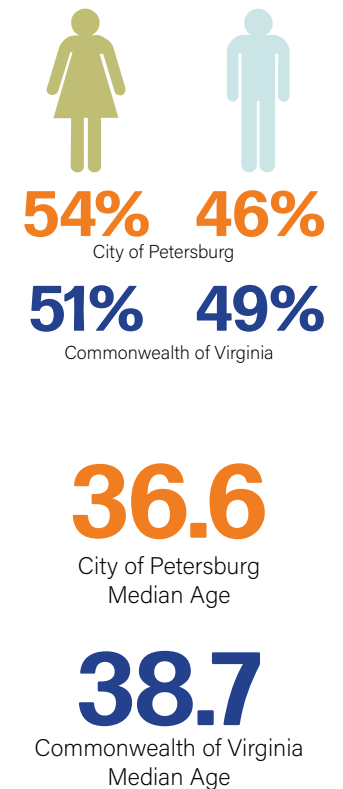 54% 46%
City of Petersburg
51% 49%
Commonwealth of Virginia
36.6
City of Petersburg
Median Age
38.7
Commonwealth of Virginia
Median Age